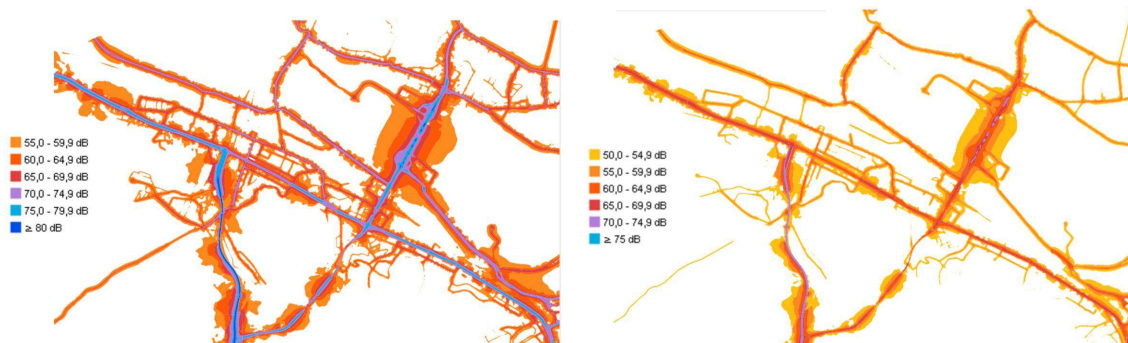 55,0 - 59,9 dB
60,0 - 64,9 dB
65,0 - 69,9 dB
70,0 - 74,9 dB
75,0 - 79,9 dB
≥ 80 dB
50,0 - 54,9 dB
55,0 - 59,9 dB
60,0 - 64,9 dB
65,0 - 69,9 dB
70,0 - 74,9 dB
≥ 75 dB